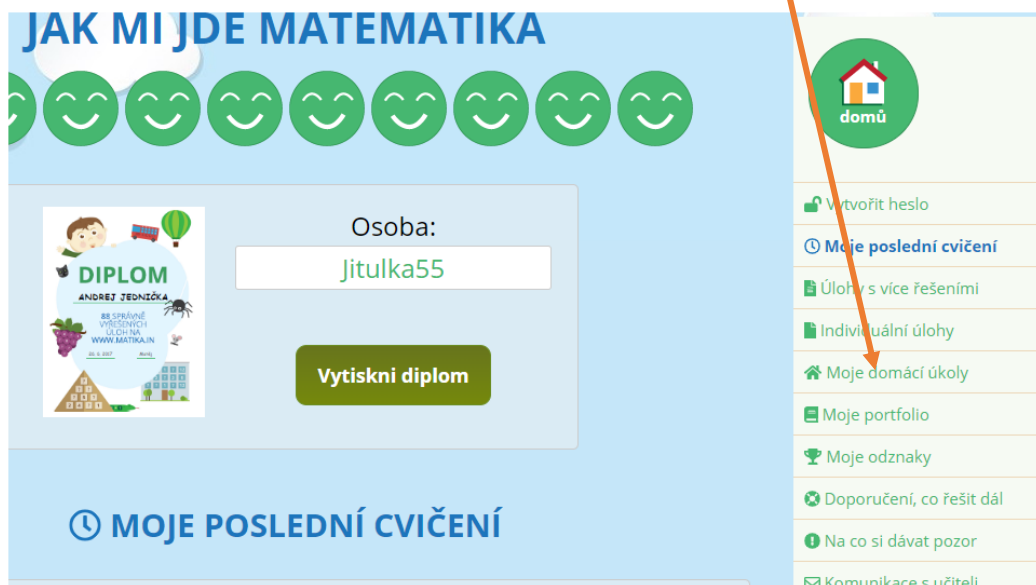 JAK MI JDE MATEMATIKA
Osoba:
Jitulka55
DIPLOM
ANDREJ JEDNIČKA
88 SPRÁVNĚ
VYŘEŠENÝCH
ÚLOH NA
WWW.MATIKA.IN
Vytiskni diplom
MOJE POSLEDNÍ CVIČENÍ
domů
Vytvořit heslo
Moje poslední cvičení
Úlohy s více řešeními
Individuální úlohy
Moje domácí úkoly
Moje portfolio
Moje odznaky
Doporučení, co řešit dál
Na co si dávat pozor
Komunikace s učiteli